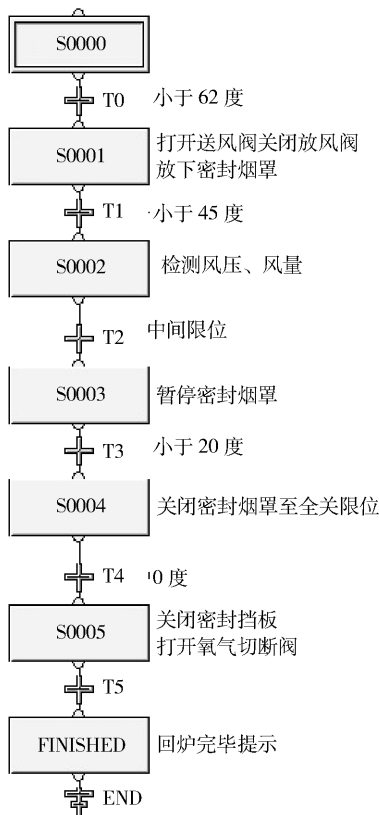 S0000
T0 小于 62 度
S0001
打开送风阀关闭放风阀
放下密封烟罩
T1 小于 45 度
S0002 检测风压、风量
T2 中间限位
S0003 暂停密封烟罩
T3 小于 20 度
S0004 关闭密封烟罩至全关限位
T4 0 度
S0005
关闭密封挡板
打开氧气切断阀
T5
FINISHED 回炉完毕提示
END